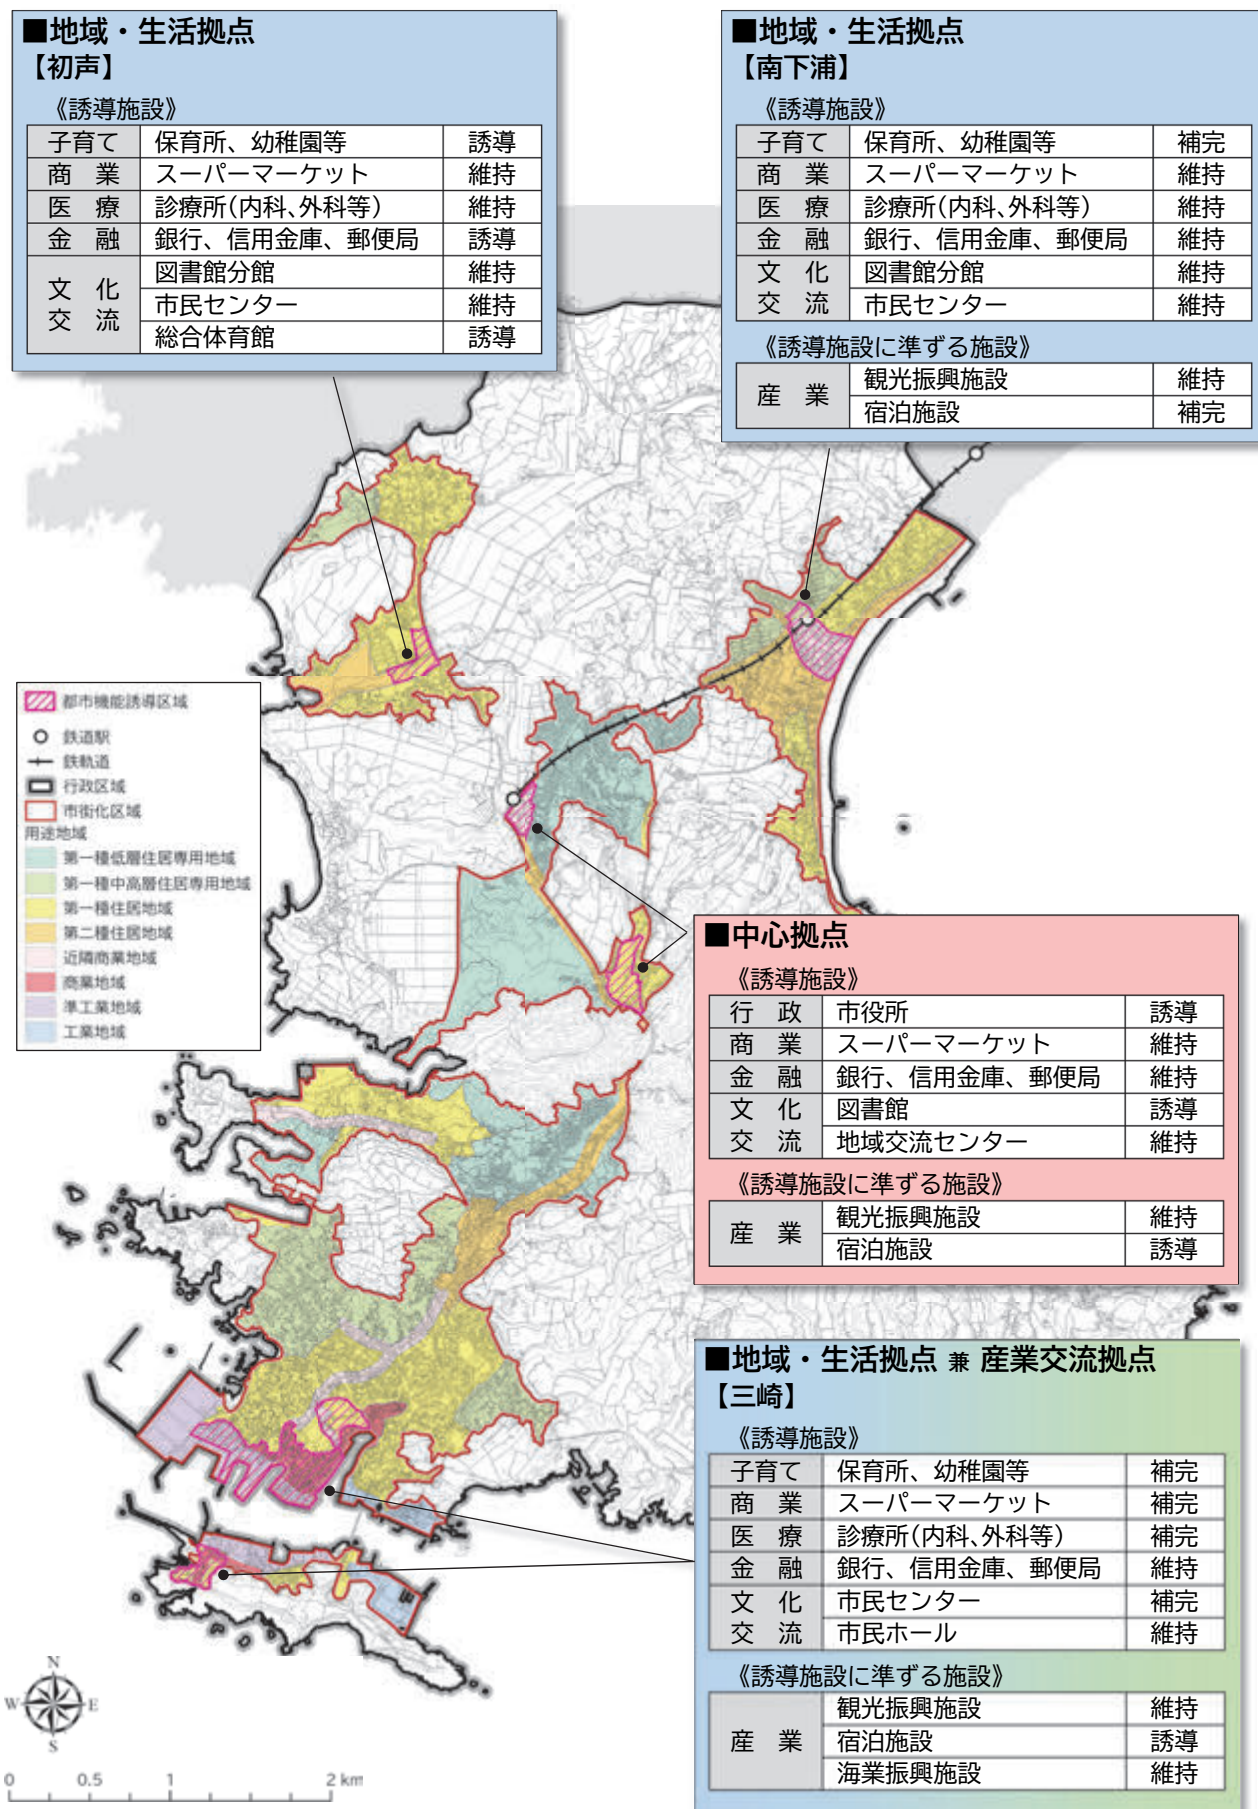 ■地域・生活拠点
【初声】
《誘導施設》
子育て 保育所、幼稚園等 誘導
商業 スーパーマーケット 維持
医療 診療所(内科、外科等) 維持
金融 銀行、信用金庫、郵便局 誘導
文化交流 図書館分館 維持
市民センター 維持
総合体育館 誘導
■地域・生活拠点
【南下浦】
《誘導施設》
子育て 保育所、幼稚園等 補完
商業 スーパーマーケット 維持
医療 診療所(内科、外科等) 維持
金融 銀行、信用金庫、郵便局 維持
文化 図書館分館 維持
交流 市民センター 維持
《誘導施設に準ずる施設》
産業 観光振興施設 維持
宿泊施設 補完
都市機能誘導区域
鉄道駅
鉄軌道
行政区域
市街化区域
用途地域
第一種低層住居専用地域
第一種中高層住居専用地域
第一種住居地域
第二種住居地域
近隣商業地域
商業地域
準工業地域
工業地域
■中心拠点
《誘導施設》
行政 市役所 誘導
商業 スーパーマーケット 維持
金融 銀行、信用金庫、郵便局 維持
文化 図書館 誘導
交流 地域交流センター 維持
《誘導施設に準ずる施設》
産業 観光振興施設 維持
宿泊施設 誘導
■地域・生活拠点 兼 産業交流拠点
【三崎】
《誘導施設》
子育て 保育所、幼稚園等 補完
商業 スーパーマーケット 補完
医療 診療所(内科、外科等) 補完
金融 銀行、信用金庫、郵便局 維持
文化 市民センター 補完
交流 市民ホール 維持
《誘導施設に準ずる施設》
産業 観光振興施設 維持
宿泊施設 誘導
海業振興施設 維持
N
W E
S
0 0.5 1 2 km